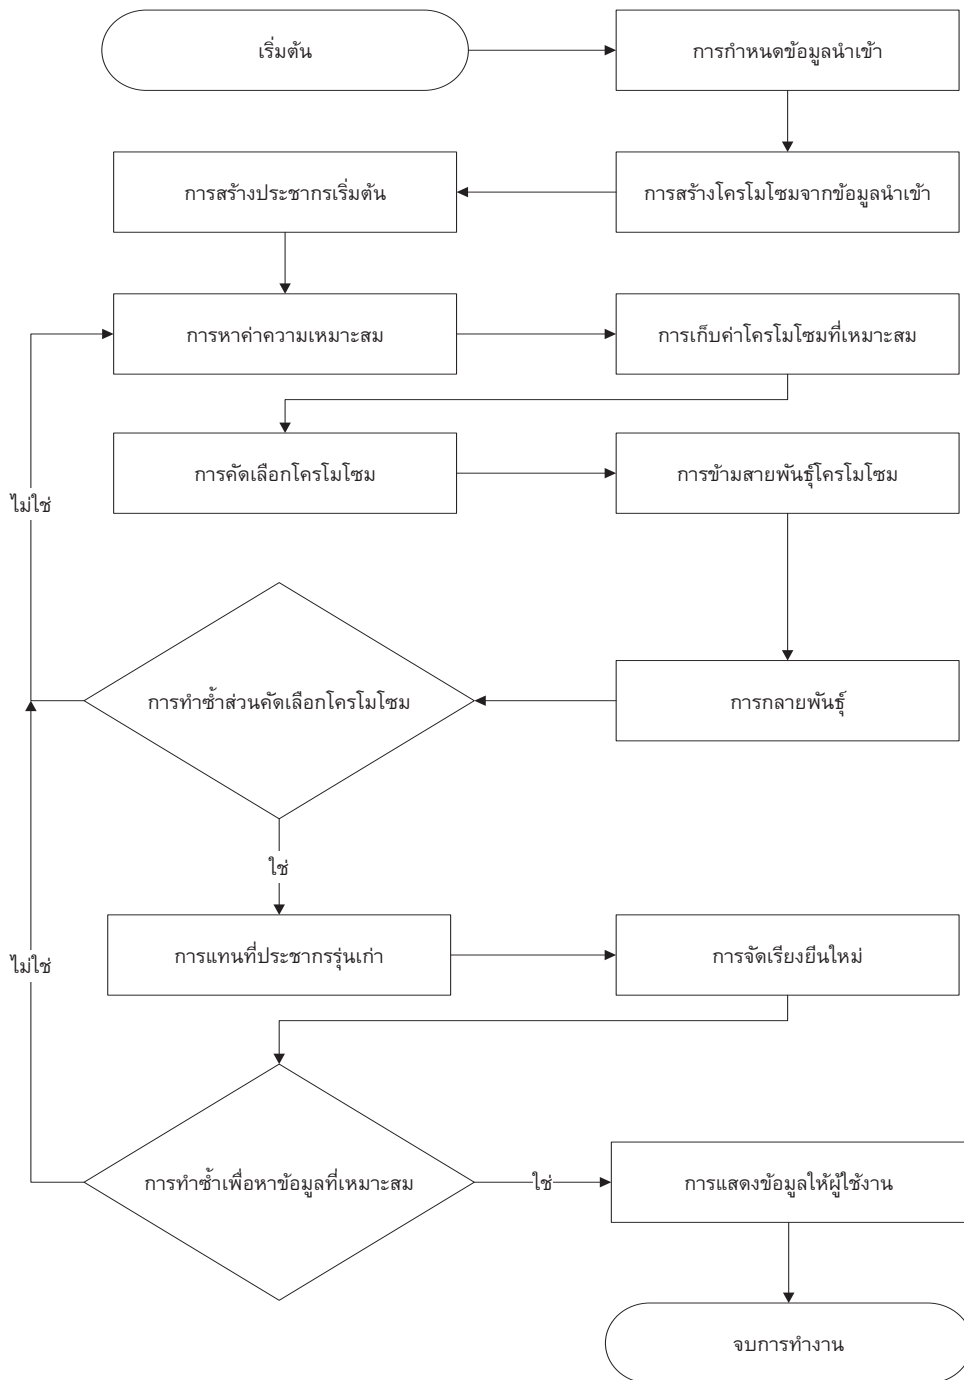 เริ่มต้น
การกำหนดข้อมูลนำเข้า
การสร้างประชากรเริ่มต้น
การสร้างโครโมโซมจากข้อมูลนำเข้า
การหาค่าความเหมาะสม
การเก็บค่าโครโมโซมที่เหมาะสม
การคัดเลือกโครโมโซม
การข้ามสายพันธุ์โครโมโซม
ไม่ใช่
การทำซ้ำส่วนคัดเลือกโครโมโซม
การกลายพันธุ์
ใช่
การแทนที่ประชากรรุ่นเก่า
การจัดเรียงยีนใหม่
ไม่ใช่
การทำซ้ำเพื่อหาข้อมูลที่เหมาะสม
ใช่
การแสดงข้อมูลให้ผู้ใช้งาน
จบการทำงาน